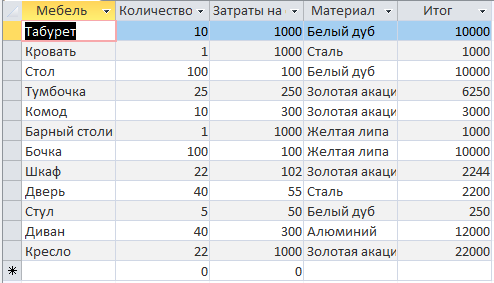 Мебель Количество Затраты на Материал Итог
Табурет 10 1000 Белый дуб 10000
Кровать 1 1000 Сталь 1000
Стол 100 100 Белый дуб 10000
Тумбочка 25 250 Золотая акаци 6250
Комод 10 300 Золотая акаци 3000
Барный столи 1 1000 Желтая липа 1000
Бочка 100 100 Желтая липа 10000
Шкаф 22 102 Золотая акаци 2244
Дверь 40 55 Сталь 2200
Стул 5 50 Белый дуб 250
Диван 40 300 Алюминий 12000
Кресло 22 1000 Золотая акаци 22000
0 0